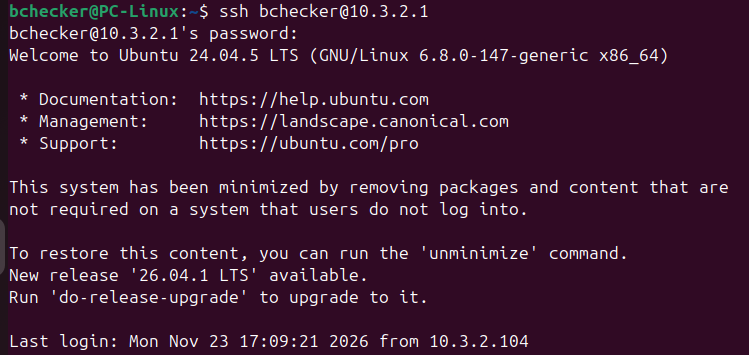 bchecker@PC-Linux:~$ ssh bchecker@10.3.2.1
bchecker@10.3.2.1's password:
Welcome to Ubuntu 24.04.5 LTS (GNU/Linux 6.8.0-147-generic x86_64)
* Documentation: https://help.ubuntu.com
* Management: https://landscape.canonical.com
* Support: https://ubuntu.com/pro
This system has been minimized by removing packages and content that are
not required on a system that users do not log into.
To restore this content, you can run the 'unminimize' command.
New release '26.04.1 LTS' available.
Run 'do-release-upgrade' to upgrade to it.
Last login: Mon Nov 23 17:09:21 2026 from 10.3.2.104